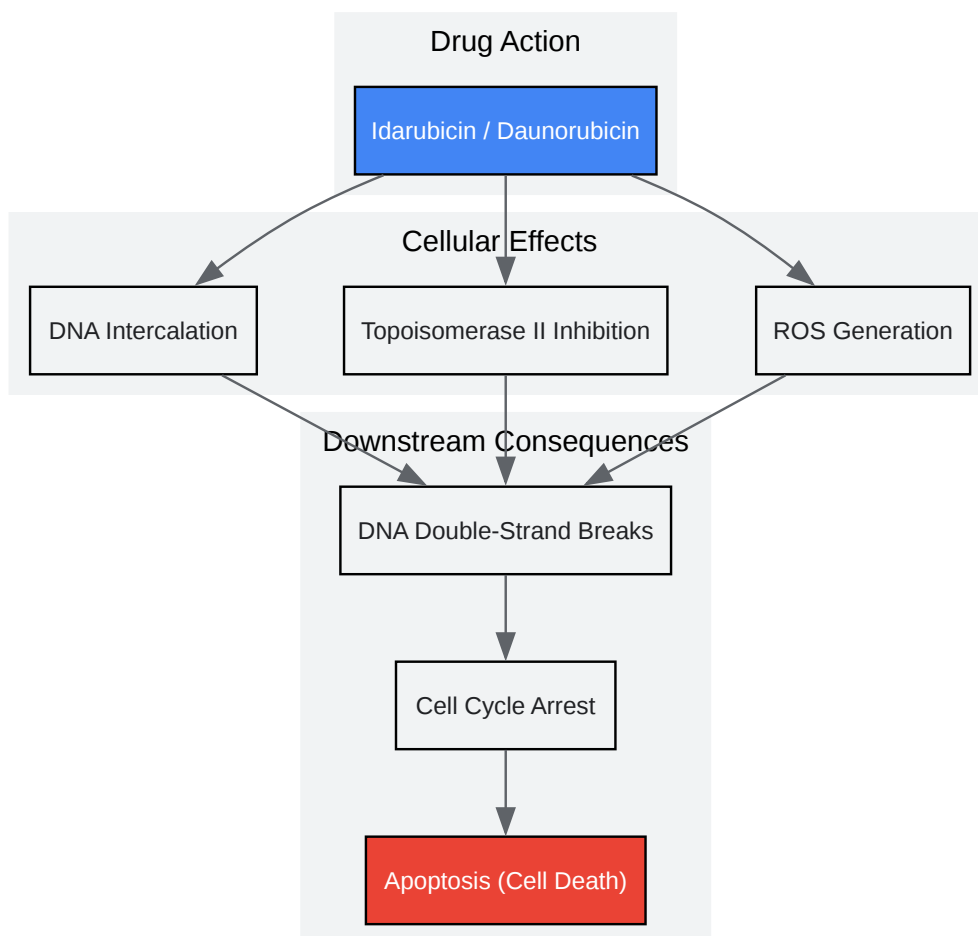 Drug Action
Idarubicin / Daunorubicin
Cellular Effects
DNA Intercalation
Topoisomerase II Inhibition
ROS Generation
Downstream Consequences
DNA Double-Strand Breaks
Cell Cycle Arrest
Apoptosis (Cell Death)